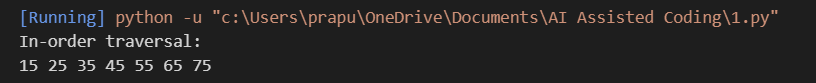 [Running] python -u "c:\Users\prapu\OneDrive\Documents\AI Assisted Coding\1.py"
In-order traversal:
15 25 35 45 55 65 75